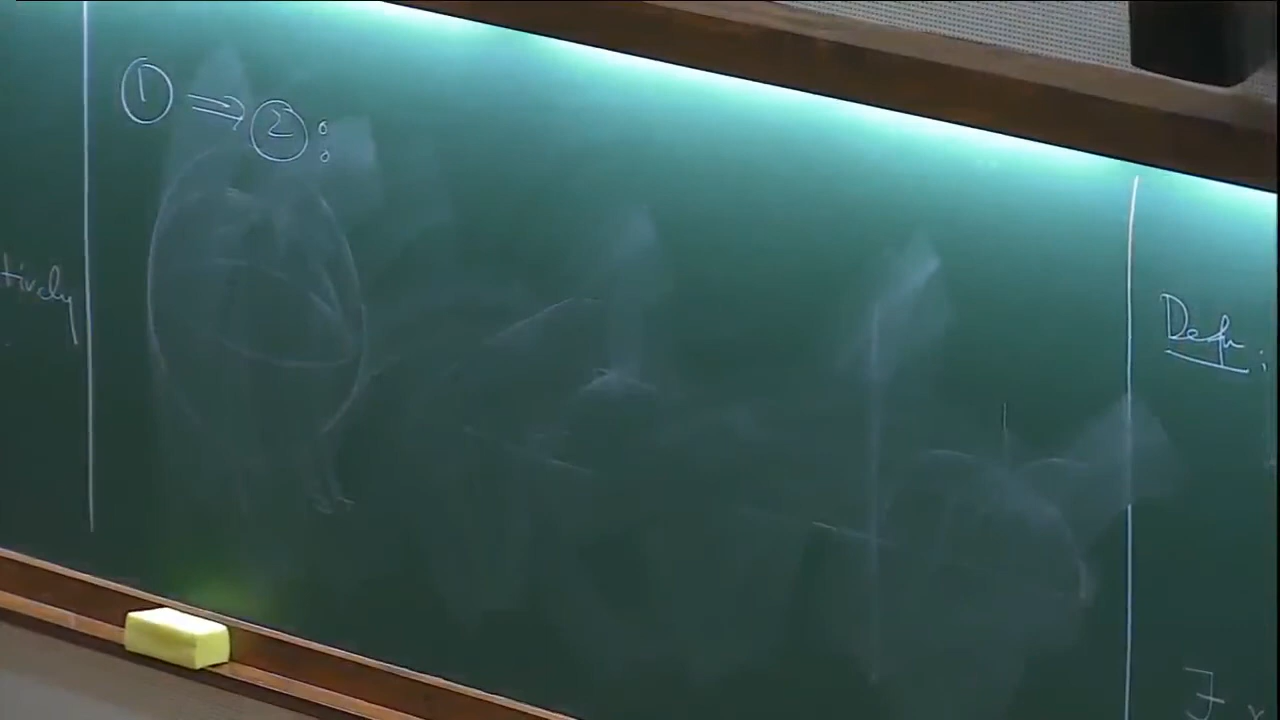 tively
① ⇒ ② :
Defn :